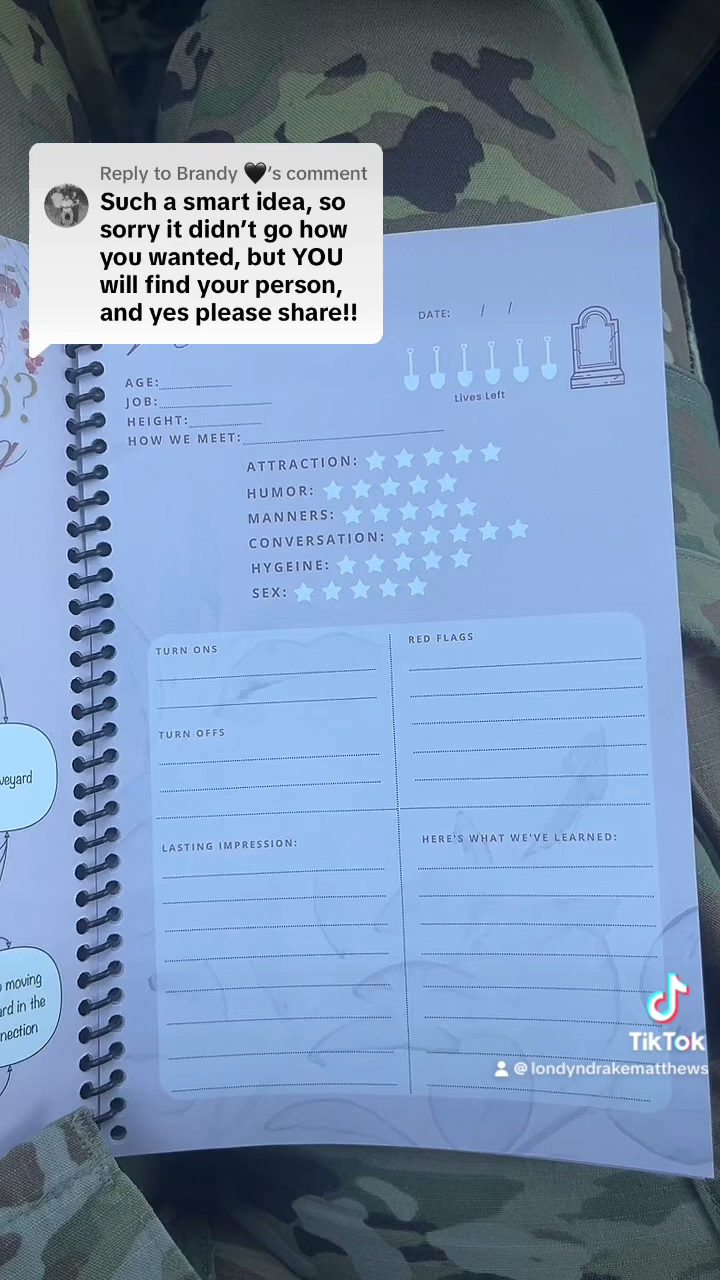 Reply to Brandy 🖤's comment
Such a smart idea, so
sorry it didn't go how
you wanted, but YOU
will find your person,
and yes please share!!
DATE: / /
Lives Left
AGE:
JOB:
HEIGHT:
HOW WE MEET:
ATTRACTION:
HUMOR:
MANNERS:
CONVERSATION:
HYGEINE:
SEX:
TURN ONS
RED FLAGS
TURN OFFS
LASTING IMPRESSION:
HERE'S WHAT WE'VE LEARNED:
?
veyard
moving
ard in the
nection
TikTok
@londyndrakematthews